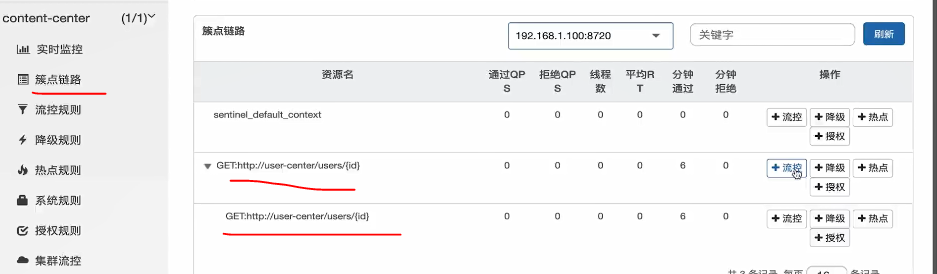 content-center (1/1)
实时监控
簇点链路
流控规则
降级规则
热点规则
系统规则
授权规则
集群流控
簇点链路 192.168.1.100:8720 关键字 刷新
资源名 通过QPS 拒绝QPS 线程数 平均RT 分钟通过 分钟拒绝 操作
sentinel_default_context 0 0 0 0 0 0 + 流控 + 降级 + 热点
+ 授权
GET:http://user-center/users/{id} 0 0 0 0 6 0 + 流控 + 降级 + 热点
+ 授权
GET:http://user-center/users/{id} 0 0 0 0 6 0 + 流控 + 降级 + 热点
+ 授权